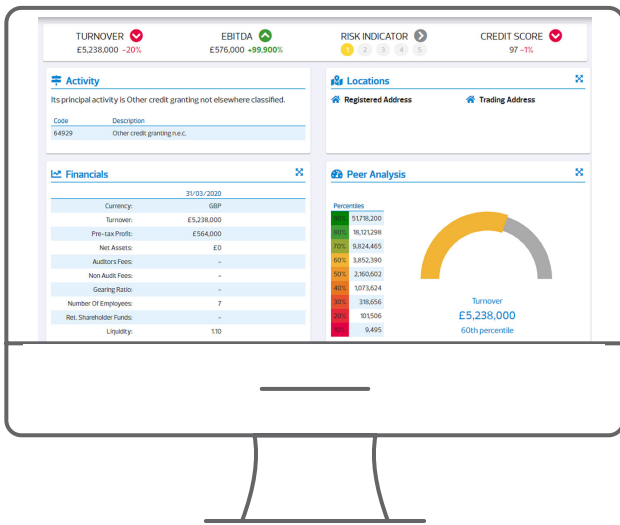 TURNOVER
£5,238,000 -20%
EBITDA
£576,000 +99,900%
RISK INDICATOR
1 2 3 4 5
CREDIT SCORE
97 -1%
Activity
Its principal activity is Other credit granting not elsewhere classified.
Code Description
64929 Other credit granting n.e.c.
Locations
Registered Address Trading Address
Financials
31/03/2020
Currency: GBP
Turnover: £5,238,000
Pre-tax Profit: £564,000
Net Assets: £0
Auditors Fees: -
Non Audit Fees: -
Gearing Ratio: -
Number Of Employees: 7
Ret. Shareholder Funds: -
Liquidity: 1.10
Peer Analysis
Percentiles
90% 51,718,200
80% 18,121,298
70% 9,824,465
60% 3,852,390
50% 2,160,602
40% 1,073,624
30% 318,656
20% 101,506
10% 9,495
Turnover
£5,238,000
60th percentile